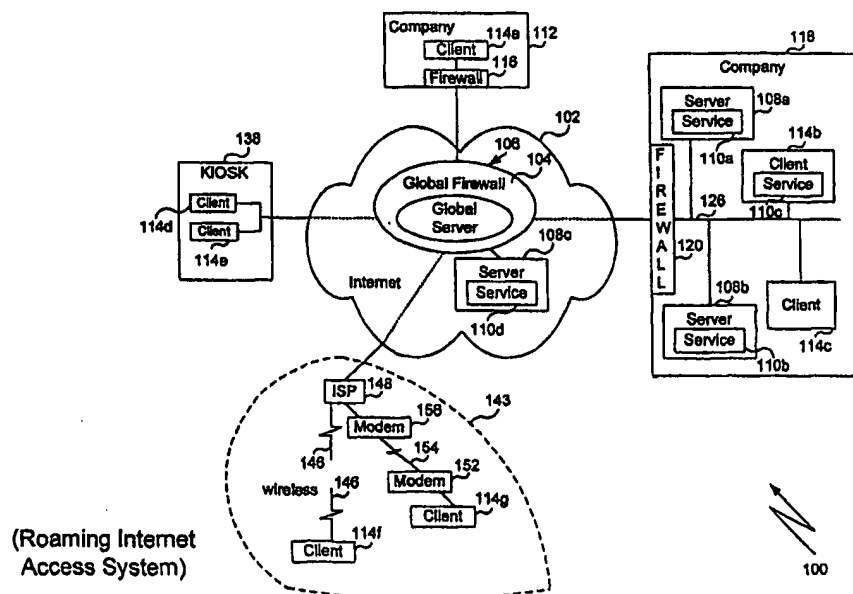 Company
Client
114a
112
Firewall
116
118
Company
Server
108a
Service
110a
114b
Client
Service
110c
126
FIREWALL
120
108b
Server
Service
110b
Client
114c
102
106
104
Global Firewall
Global
Server
138
KIOSK
Client
114d
Client
114e
108c
Server
Service
110d
Internet
ISP
148
143
Modem
156
154
146
152
Modem
wireless
146
Client
114g
Client
114f
(Roaming Internet
Access System)
100